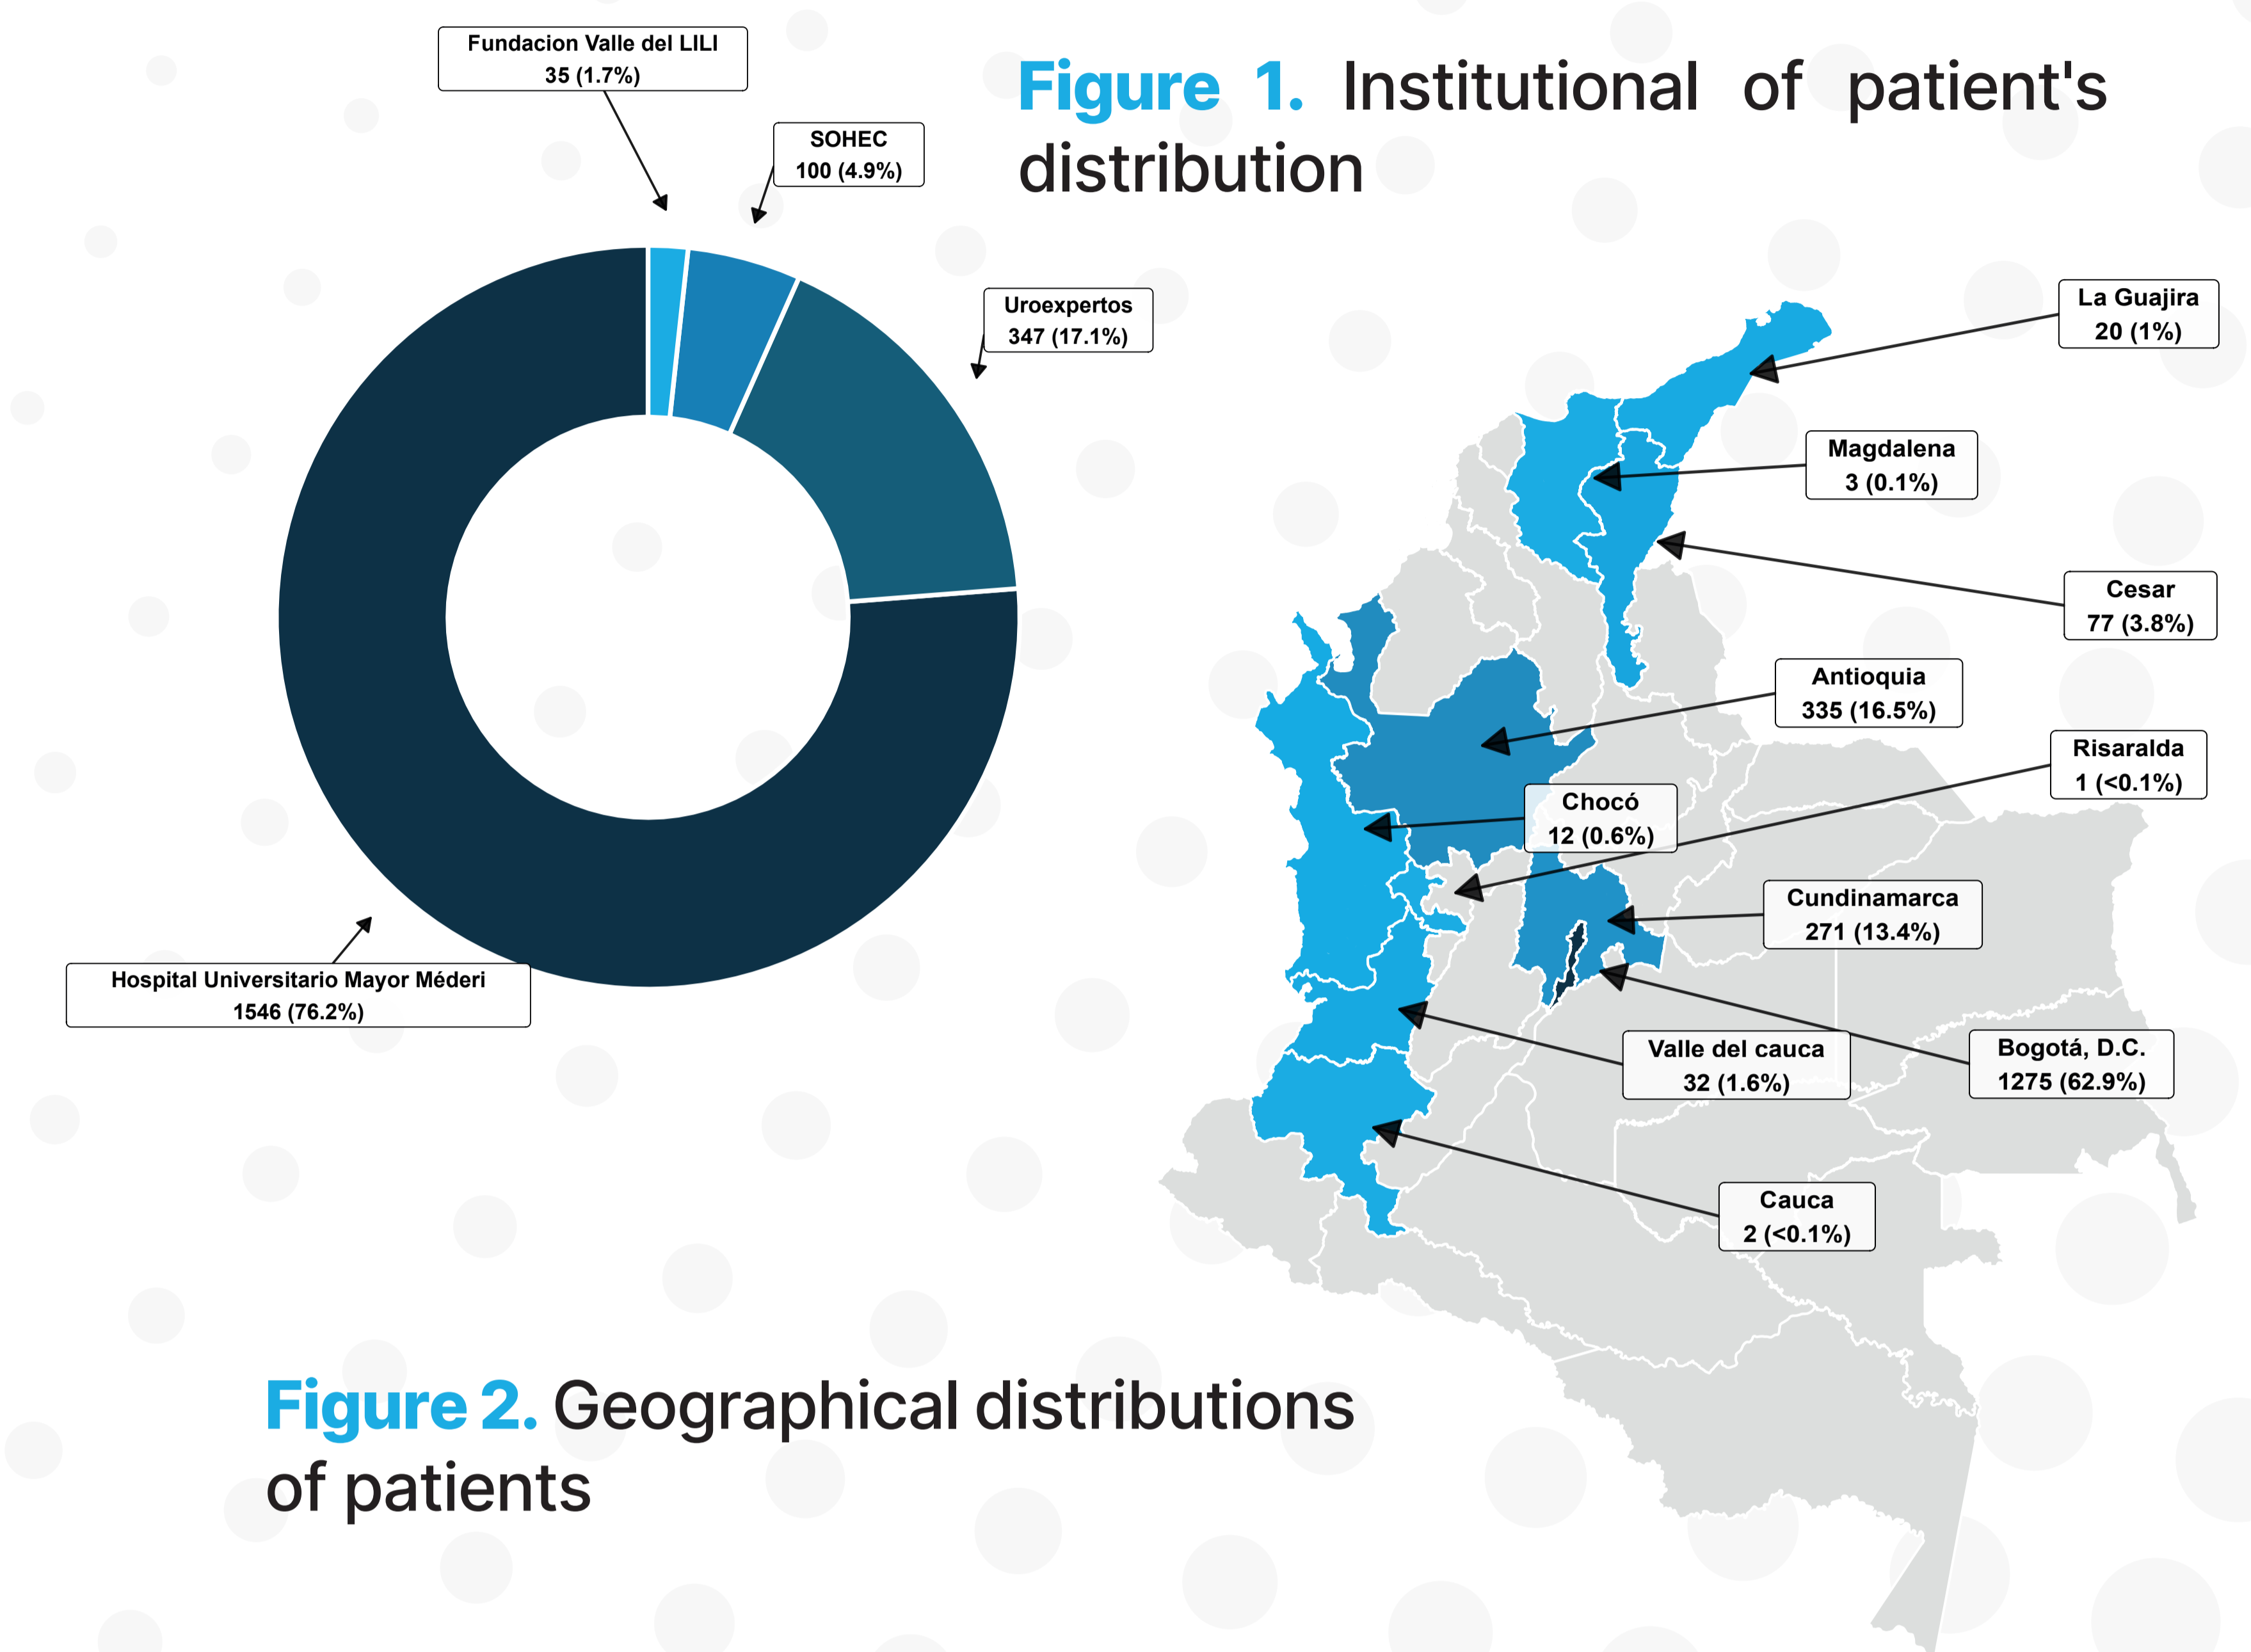 Fundacion Valle del LILI
35 (1.7%)
SOHEC
100 (4.9%)
Uroexpertos
347 (17.1%)
Hospital Universitario Mayor Méderi
1546 (76.2%)
Figure 1. Institutional of patient's
distribution
La Guajira
20 (1%)
Magdalena
3 (0.1%)
Cesar
77 (3.8%)
Antioquia
335 (16.5%)
Risaralda
1 (<0.1%)
Chocó
12 (0.6%)
Cundinamarca
271 (13.4%)
Valle del cauca
32 (1.6%)
Bogotá, D.C.
1275 (62.9%)
Cauca
2 (<0.1%)
Figure 2. Geographical distributions
of patients